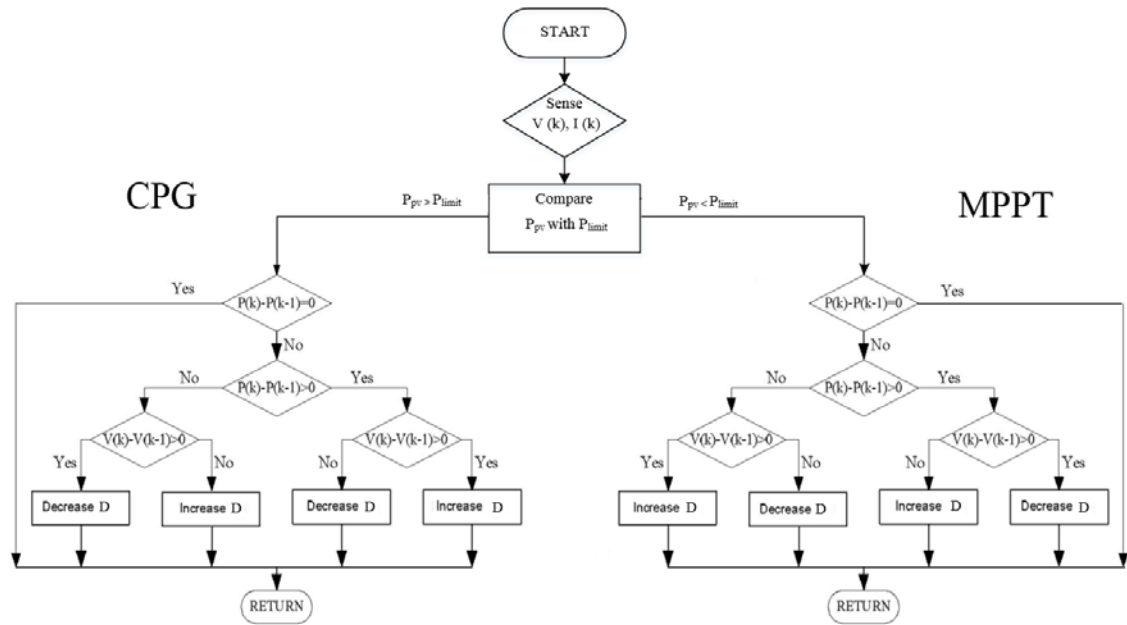 START
Sense
V (k), I (k)
CPG
MPPT
Ppv > Plimit
Compare
Ppv with Plimit
Ppv < Plimit
Yes
P(k)-P(k-1)=0
P(k)-P(k-1)=0
Yes
No
No
No
P(k)-P(k-1)>0
Yes
No
P(k)-P(k-1)>0
Yes
V(k)-V(k-1)>0
V(k)-V(k-1)>0
V(k)-V(k-1)>0
V(k)-V(k-1)>0
Yes
No
No
Yes
Yes
No
No
Yes
Decrease D
Increase D
Decrease D
Increase D
Increase D
Decrease D
Increase D
Decrease D
RETURN
RETURN